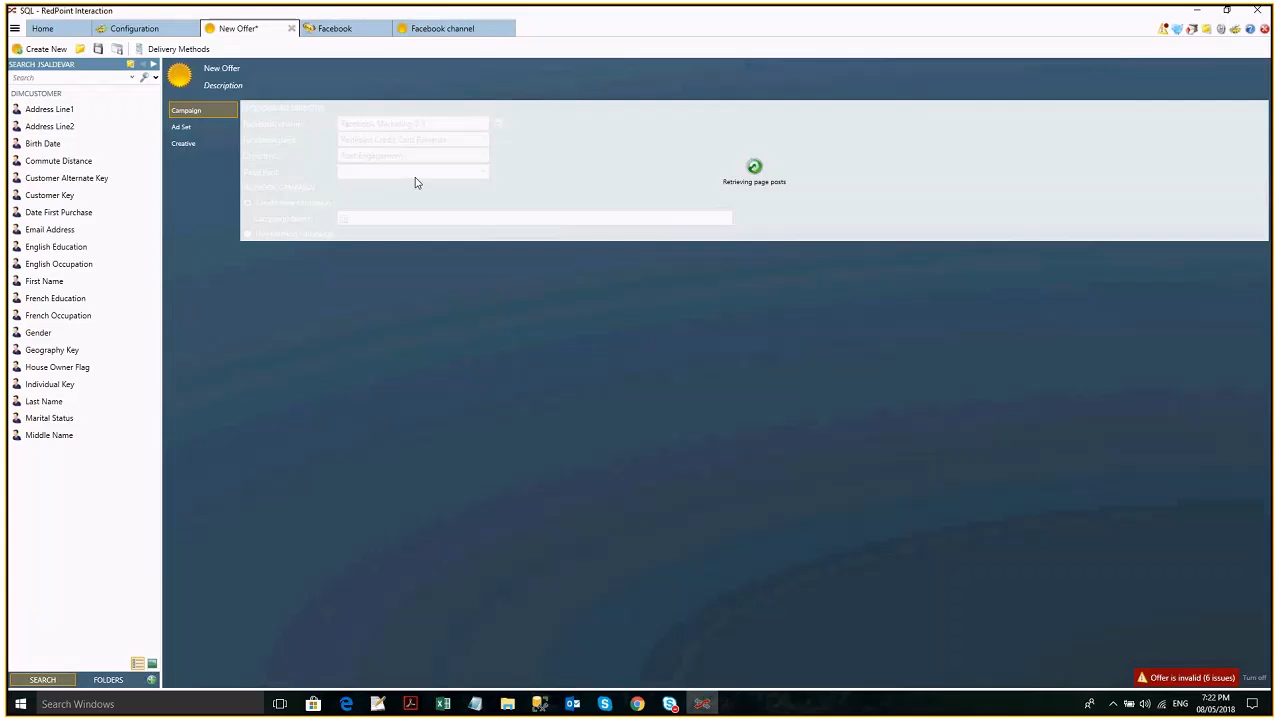 SQL - RedPoint Interaction
Home
Configuration
New Offer*
Facebook
Facebook channel
Create New
Delivery Methods
SEARCH JSALDEVAR
Search
DIMCUSTOMER
Address Line1
Address Line2
Birth Date
Commute Distance
Customer Alternate Key
Customer Key
Date First Purchase
Email Address
English Education
English Occupation
First Name
French Education
French Occupation
Gender
Geography Key
House Owner Flag
Individual Key
Last Name
Marital Status
Middle Name
SEARCH
FOLDERS
New Offer
Description
Campaign
Ad Set
Creative
Post Engagement
Retrieving page posts
Offer is invalid (6 issues)
Turn off
Search Windows
ENG
7:22 PM
08/05/2018